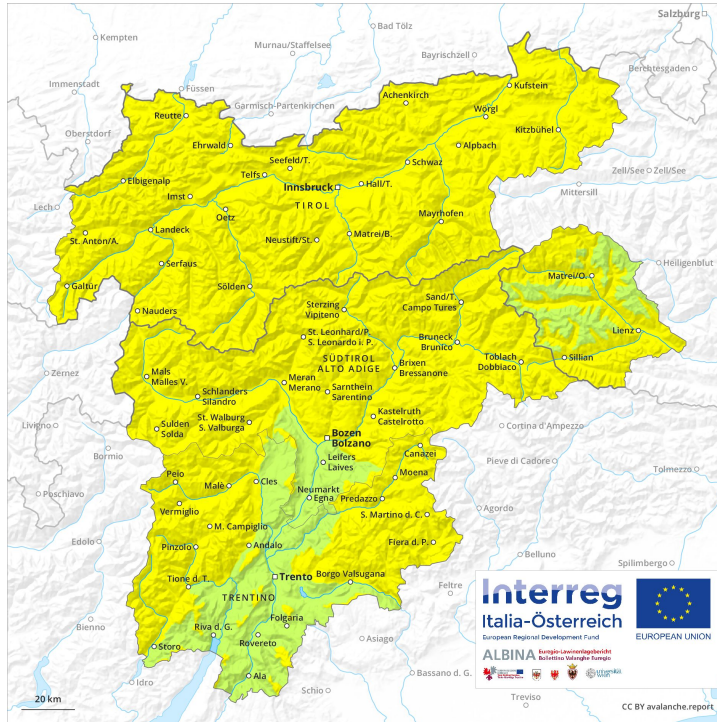 Salzburg
Kempten
Bad Tölz
Murnau/Staffelsee
Bayrischzell
Berchtesgaden
Immenstadt
Füssen
Garmisch-Partenkirchen
Kufstein
Achenkirch
Reutte
Wörgl
Oberstdorf
Ehrwald
Kitzbühel
Seefeld/T.
Alpbach
Schwaz
Telfs
Zell/See
Zell/See
Elbigenalp
Innsbruck
Hall/T.
Mittersill
Imst
TIROL
Lech
Oetz
Mayrhofen
Landeck
St. Anton/A.
Neustift/St.
Matrei/B.
Serfaus
Heiligenblut
Matrei/O.
Galtür
Sölden
Sand/T.
Campo Tures
Nauders
Sterzing
Vipiteno
Lienz
St. Leonhard/P.
S. Leonardo i. P.
Bruneck
Brunico
SÜDTIROL
ALTO ADIGE
Sillian
Toblach
Dobbiaco
Brixen
Bressanone
Zernez
Mals
Malles V.
Meran
Merano
Sarnthein
Sarentino
Schlanders
Silandro
Kastelruth
Castelrotto
St. Walburg
S. Valburga
Sulden
Solda
Livigno
Cortina d'Ampezzo
Bozen
Bolzano
Bormio
Canazei
Leifers
Laives
Pieve di Cadore
Tolmezzo
Peio
Moena
Cles
Malè
Neumarkt
Egna
Poschiavo
Predazzo
Vermiglio
Agordo
S. Martino d. C.
M. Campiglio
Edolo
Pinzolo
Andalo
Fiera d. P.
Belluno
Spilimbergo
Trento
Tione d. T.
Borgo Valsugana
Feltre
TRENTINO
Folgaria
Bienno
Riva d. G.
Storo
Rovereto
Asiago
Ala
Idro
Schio
Bassano d. G.
Treviso
Interreg
Italia-Österreich
European Regional Development Fund
EUROPEAN UNION
ALBINA
Euregio-Lawinenlagebericht
Bollettino Valanghe Euregio
universität
wien
20 km
CC BY avalanche.report